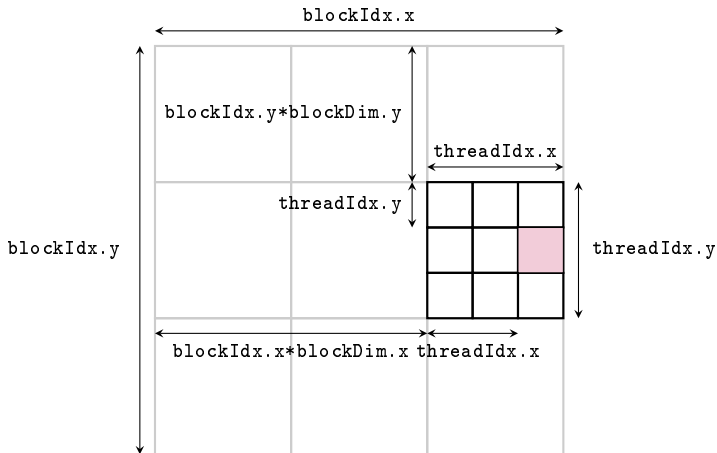 blockIdx.x
blockIdx.y*blockDim.y
threadIdx.x
threadIdx.y
blockIdx.y
threadIdx.y
blockIdx.x*blockDim.x
threadIdx.x